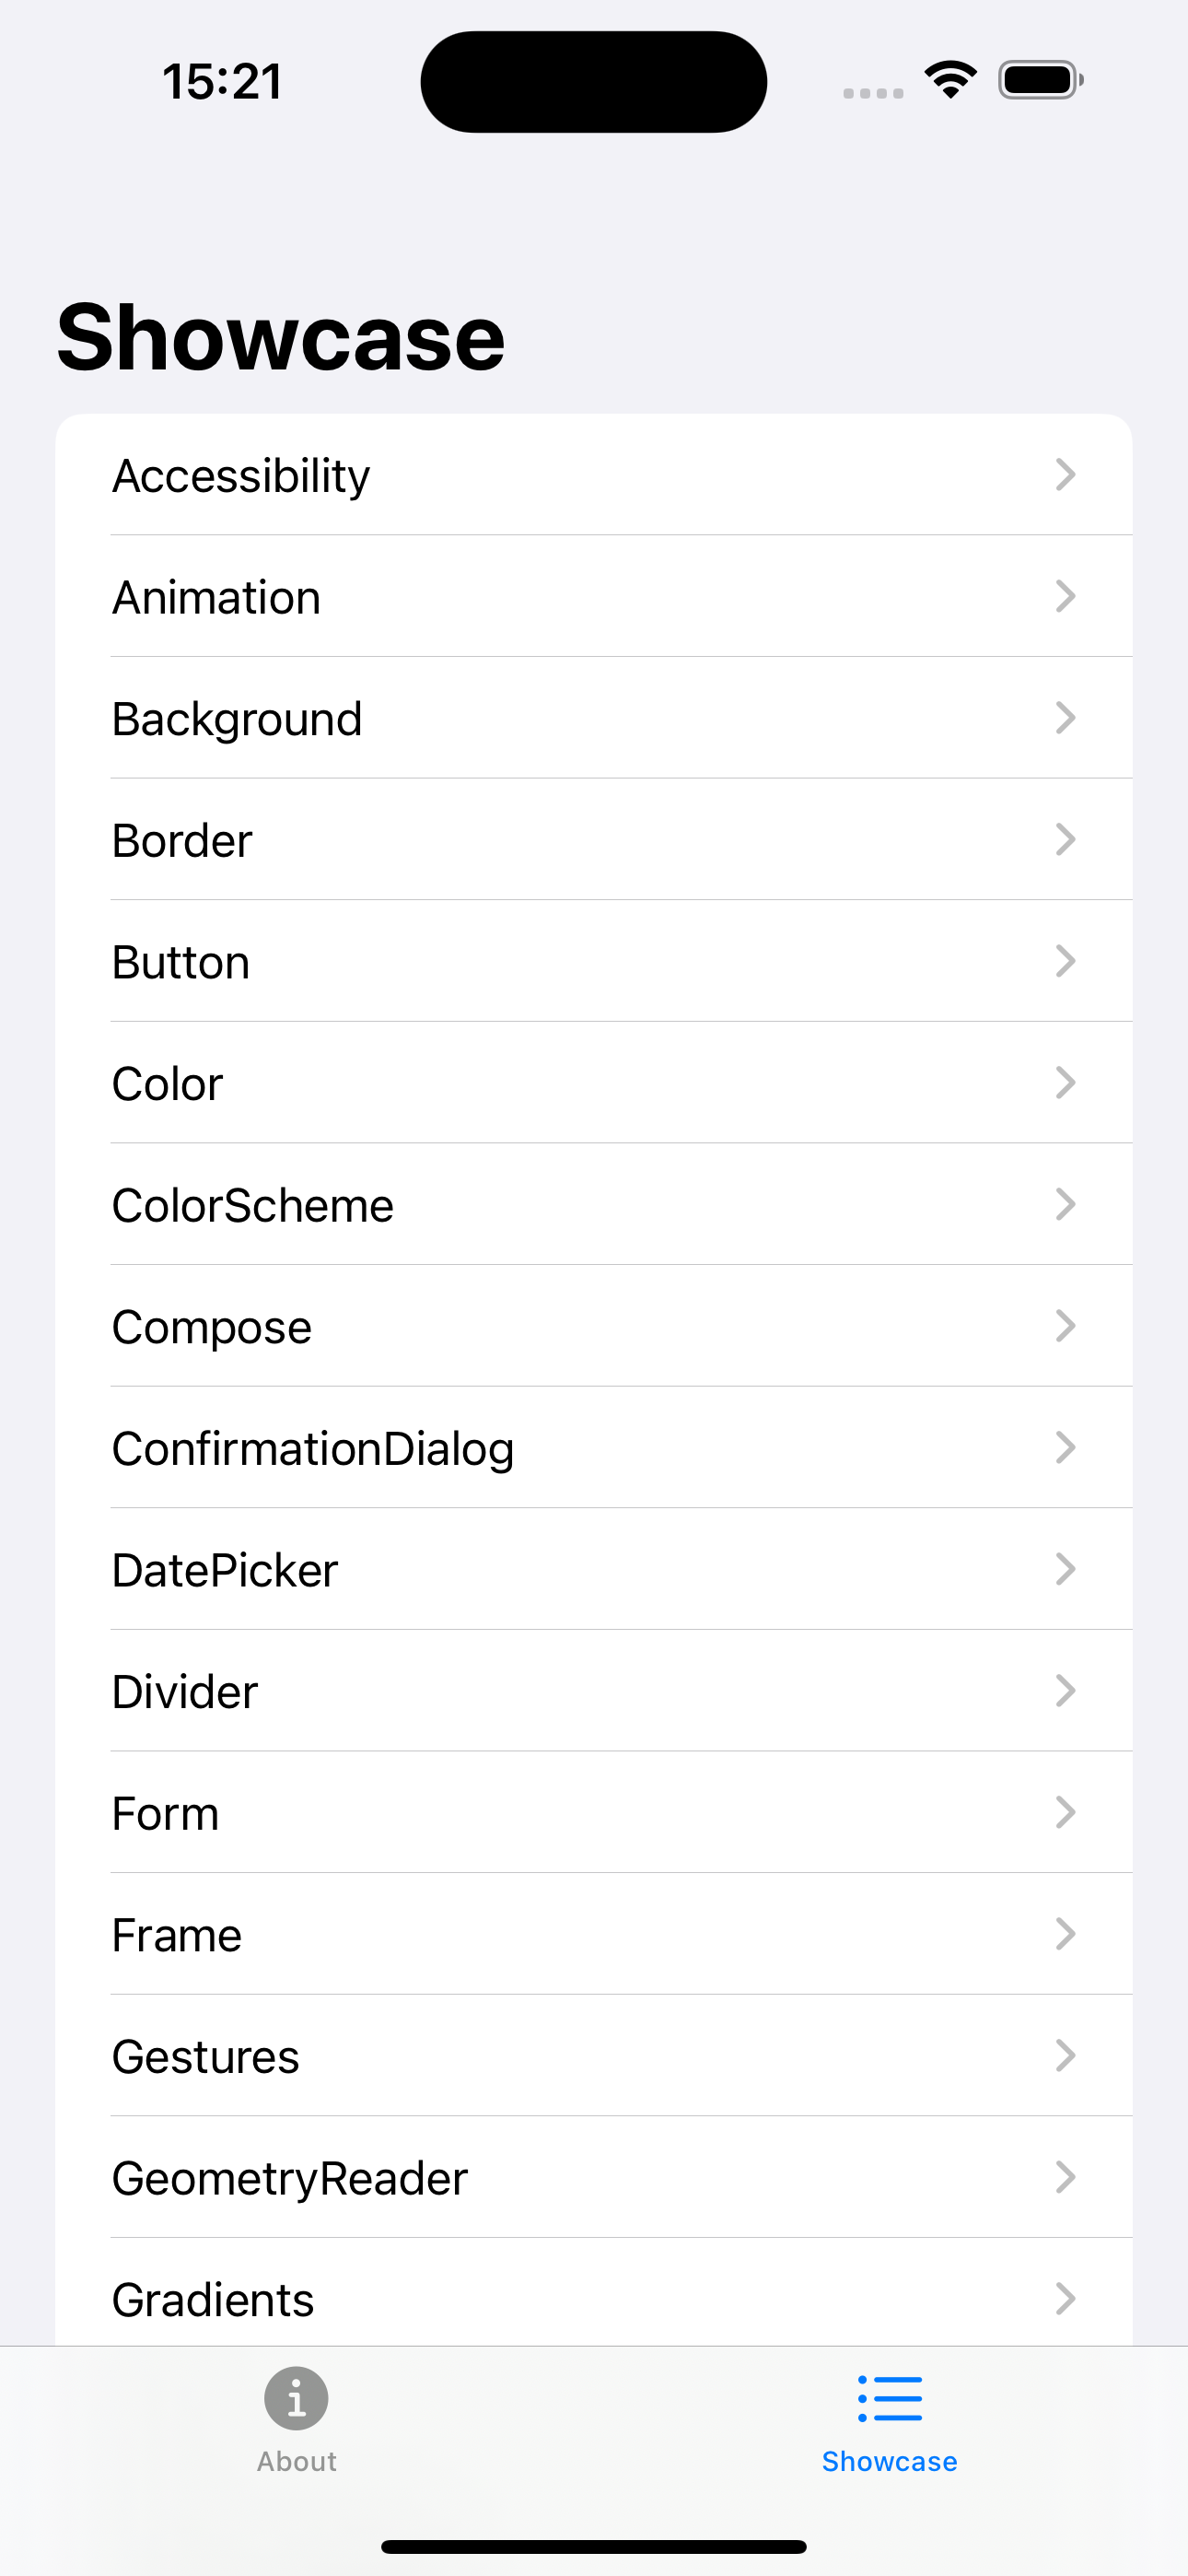 15:21
Showcase
Accessibility
Animation
Background
Border
Button
Color
ColorScheme
Compose
ConfirmationDialog
DatePicker
Divider
Form
Frame
Gestures
GeometryReader
Gradients
About
Showcase